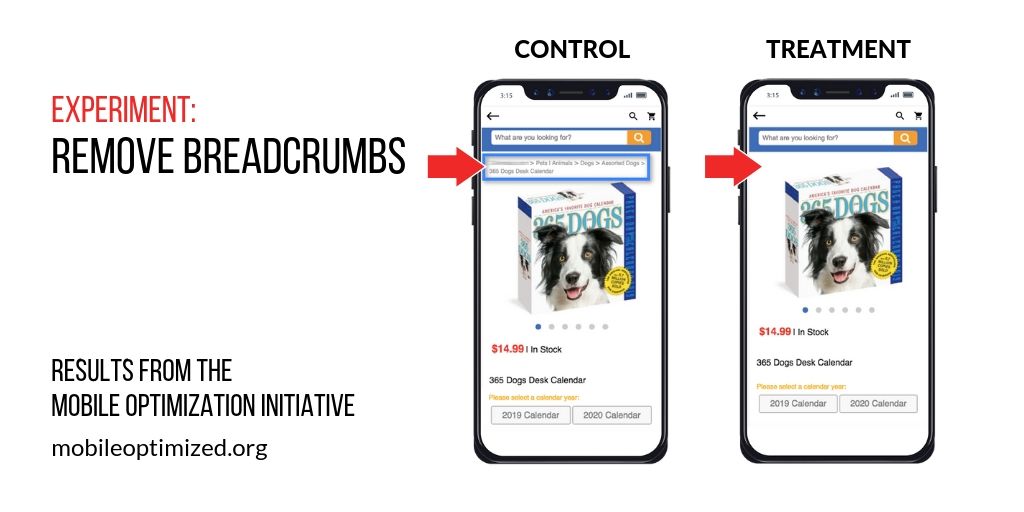 EXPERIMENT:
REMOVE BREADCRUMBS
RESULTS FROM THE
MOBILE OPTIMIZATION INITIATIVE
mobileoptimized.org
CONTROL
3:15
What are you looking for?
> Pets | Animals > Dogs > Assorted Dogs >
365 Dogs Desk Calendar
AMERICA'S FAVORITE DOG CALENDAR
365 DOGS
$14.99 | In Stock
365 Dogs Desk Calendar
Please select a calendar year:
2019 Calendar
2020 Calendar
TREATMENT
3:15
What are you looking for?
AMERICA'S FAVORITE DOG CALENDAR
365 DOGS
$14.99 | In Stock
365 Dogs Desk Calendar
Please select a calendar year:
2019 Calendar
2020 Calendar